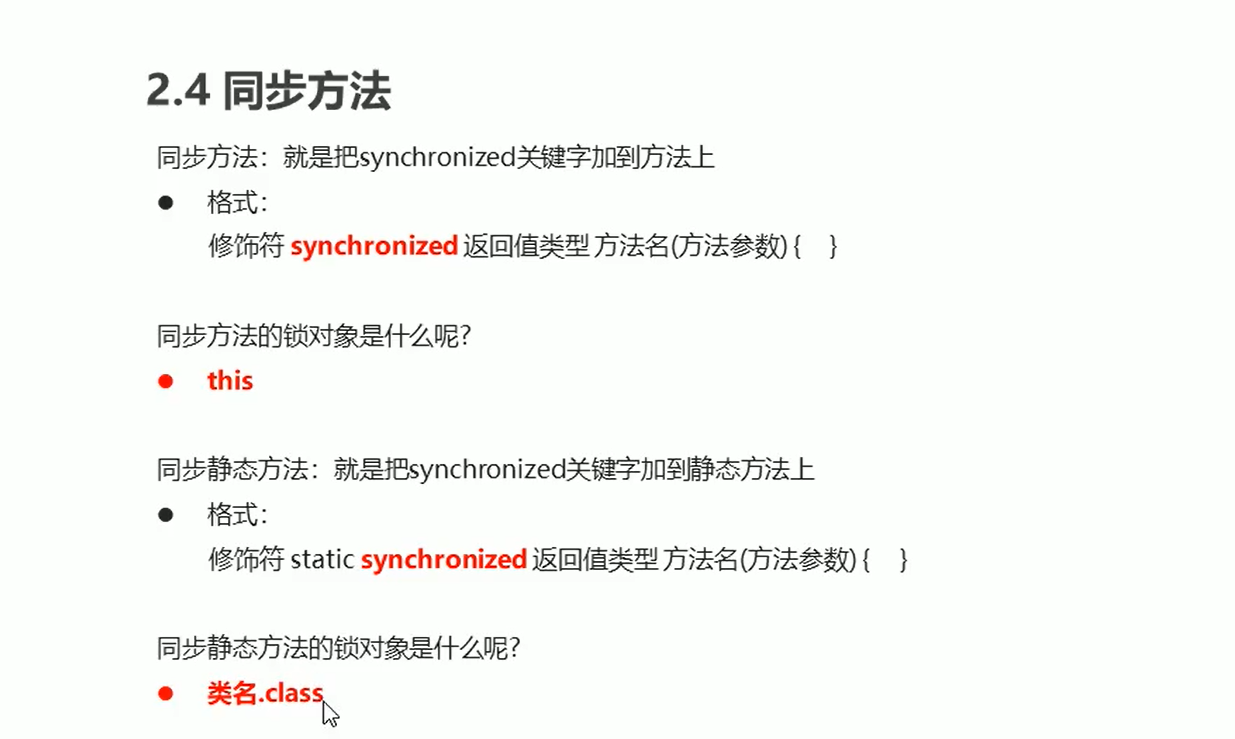 2.4 同步方法
同步方法：就是把synchronized关键字加到方法上
● 格式：
修饰符 synchronized 返回值类型 方法名(方法参数) { }
同步方法的锁对象是什么呢?
● this
同步静态方法：就是把synchronized关键字加到静态方法上
● 格式：
修饰符 static synchronized 返回值类型 方法名(方法参数) { }
同步静态方法的锁对象是什么呢?
● 类名.class